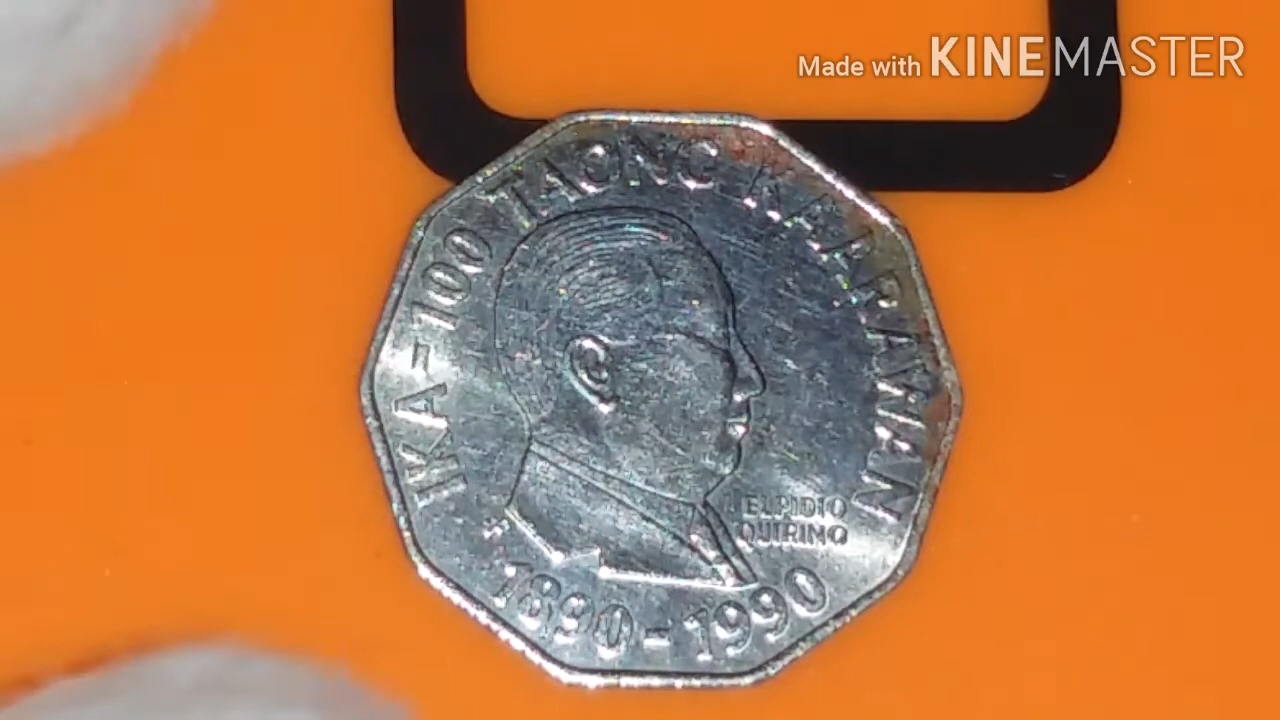 Made with KINEMASTER
IKA-100 TAONG KAARAWAN
ELPIDIO
QUIRINO
1890-1990